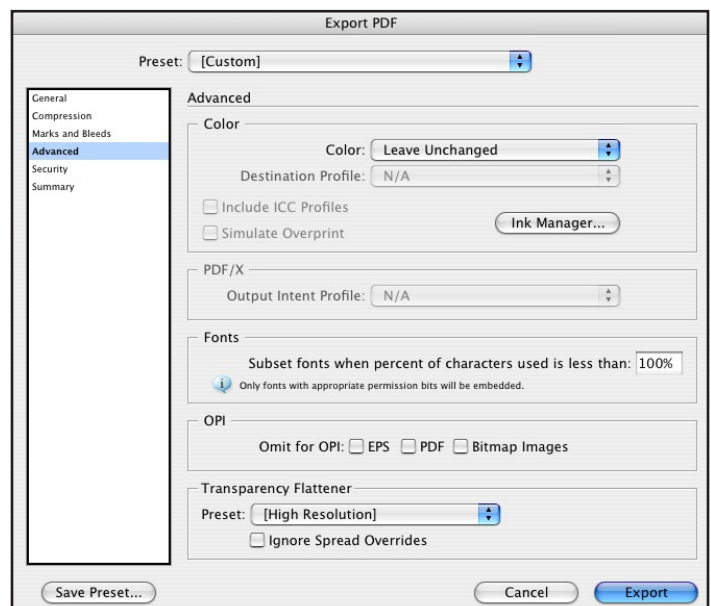 Export PDF
Preset: [Custom]
General
Compression
Marks and Bleeds
Advanced
Security
Summary
Advanced
Color
Color: Leave Unchanged
Destination Profile: N/A
Include ICC Profiles
Simulate Overprint
Ink Manager...
PDF/X
Output Intent Profile: N/A
Fonts
Subset fonts when percent of characters used is less than: 100%
Only fonts with appropriate permission bits will be embedded.
OPI
Omit for OPI: EPS PDF Bitmap Images
Transparency Flattener
Preset: [High Resolution]
Ignore Spread Overrides
Save Preset... Cancel Export